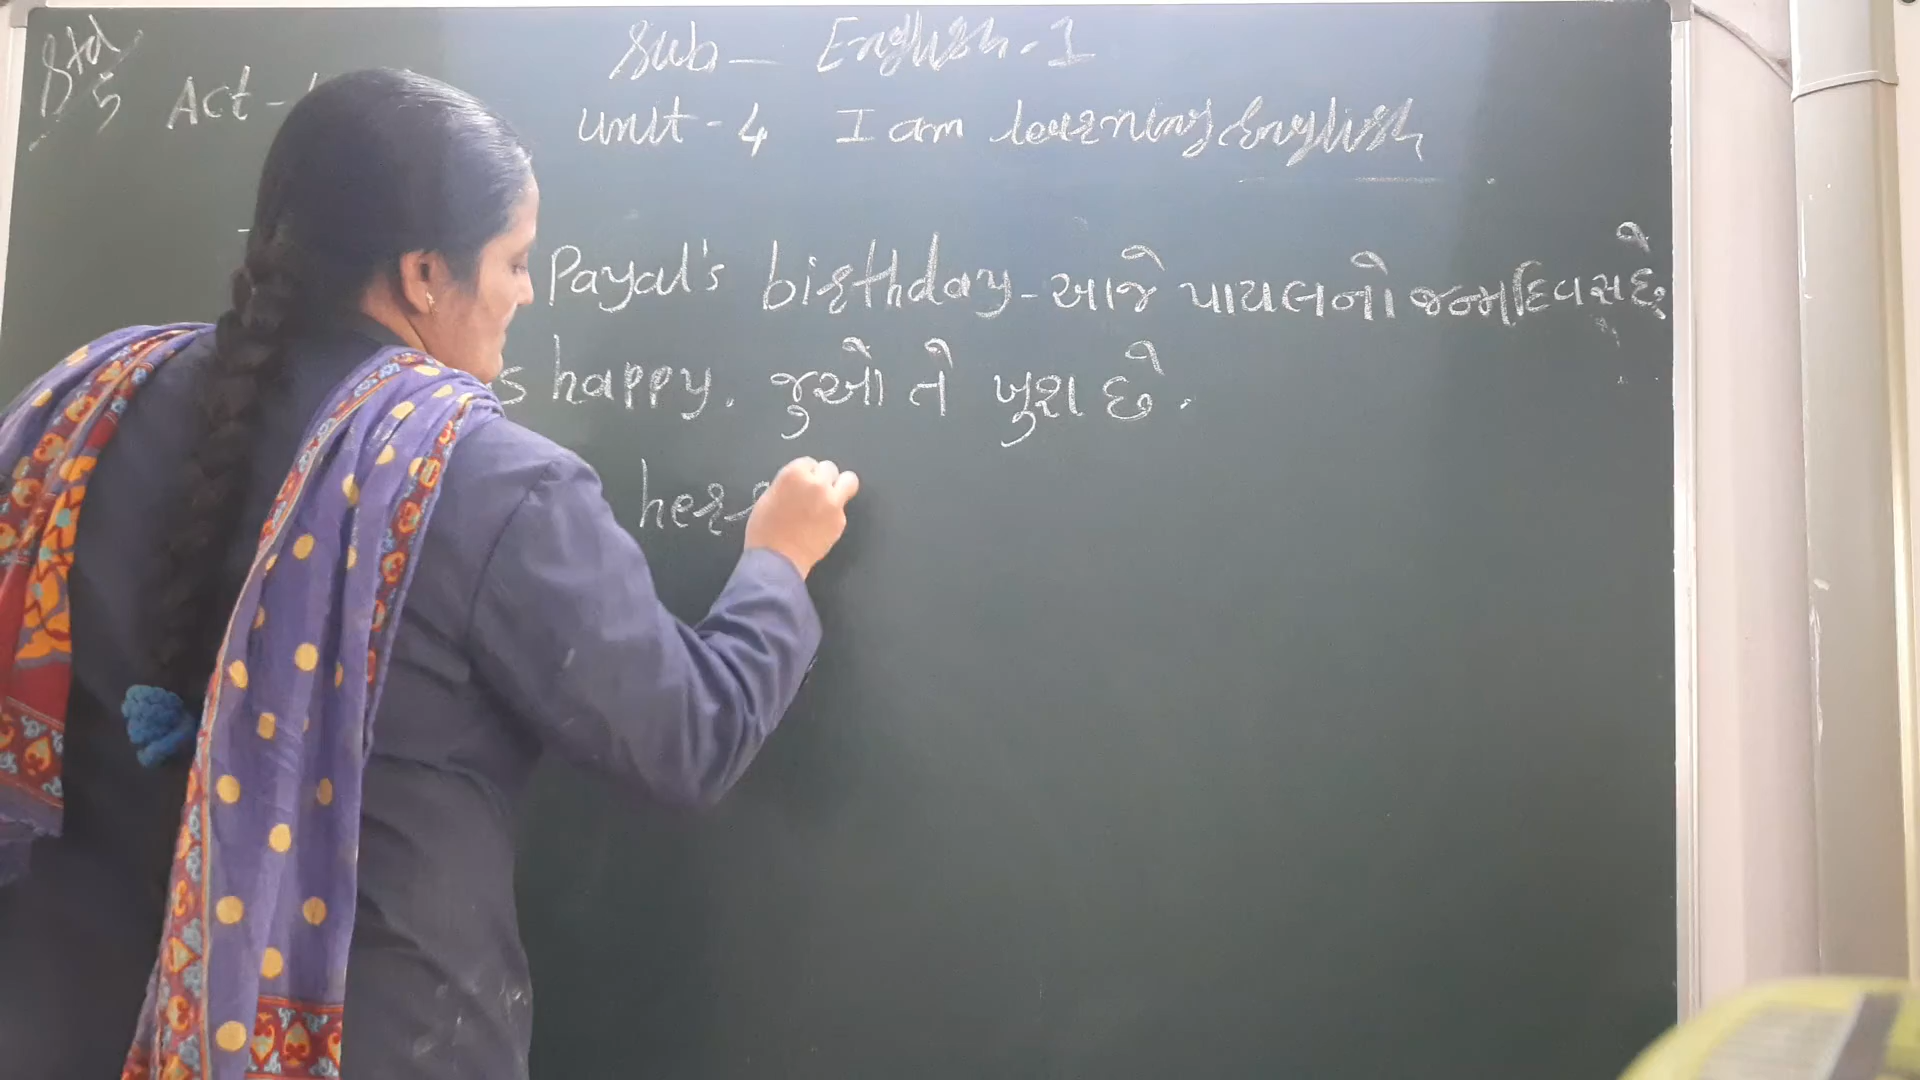 Std 5
Sub - English-1
Act -
Unit - 4 I am learning English
Payal's birthday - આજે પાયલનો જન્મદિવસ છે
s happy. જુઓ તે ખુશ છે.
her